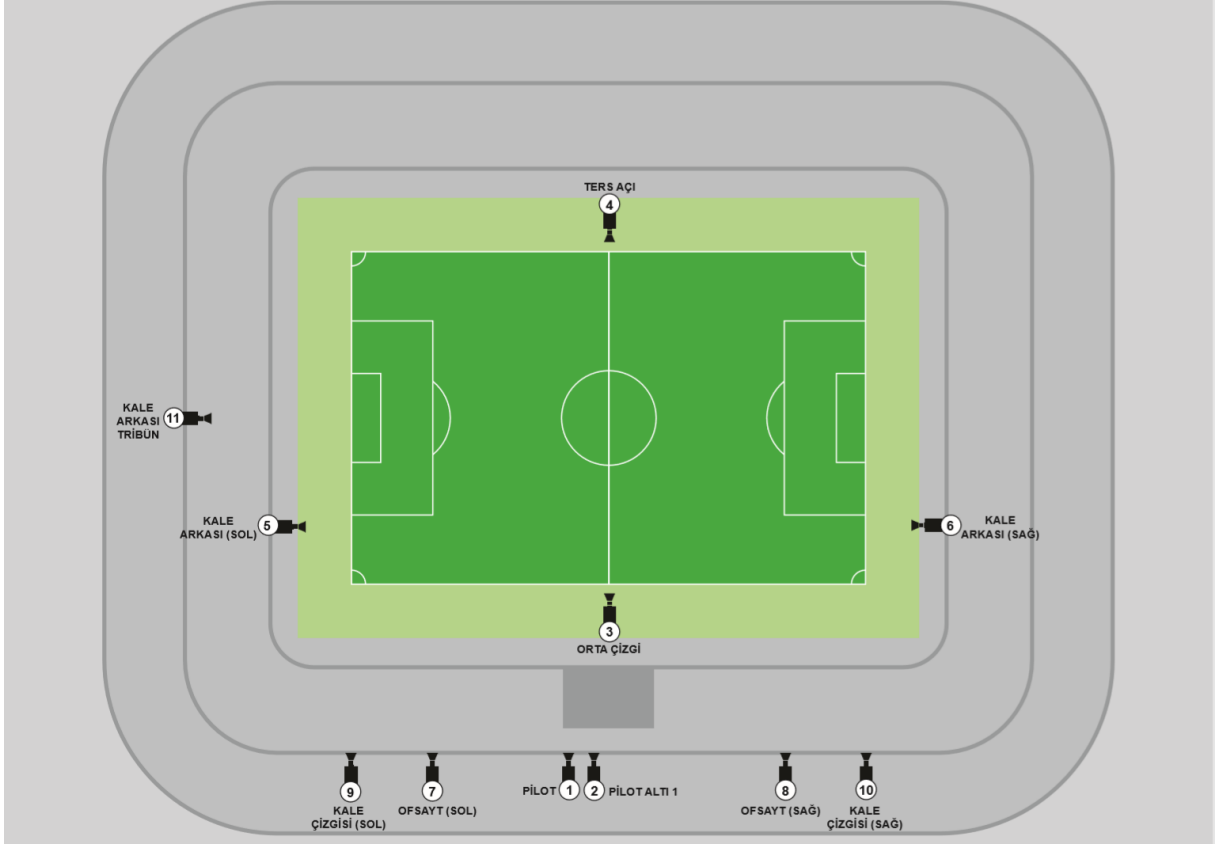 TERS AÇI
4
KALE
ARKASI
TRİBÜN
11
KALE
ARKASI (SOL)
5
6
KALE
ARKASI (SAĞ)
3
ORTA ÇİZGİ
9
KALE
ÇİZGİSİ (SOL)
7
OFSAYT (SOL)
PİLOT 1
2 PİLOT ALTI 1
8
OFSAYT (SAĞ)
10
KALE
ÇİZGİSİ (SAĞ)